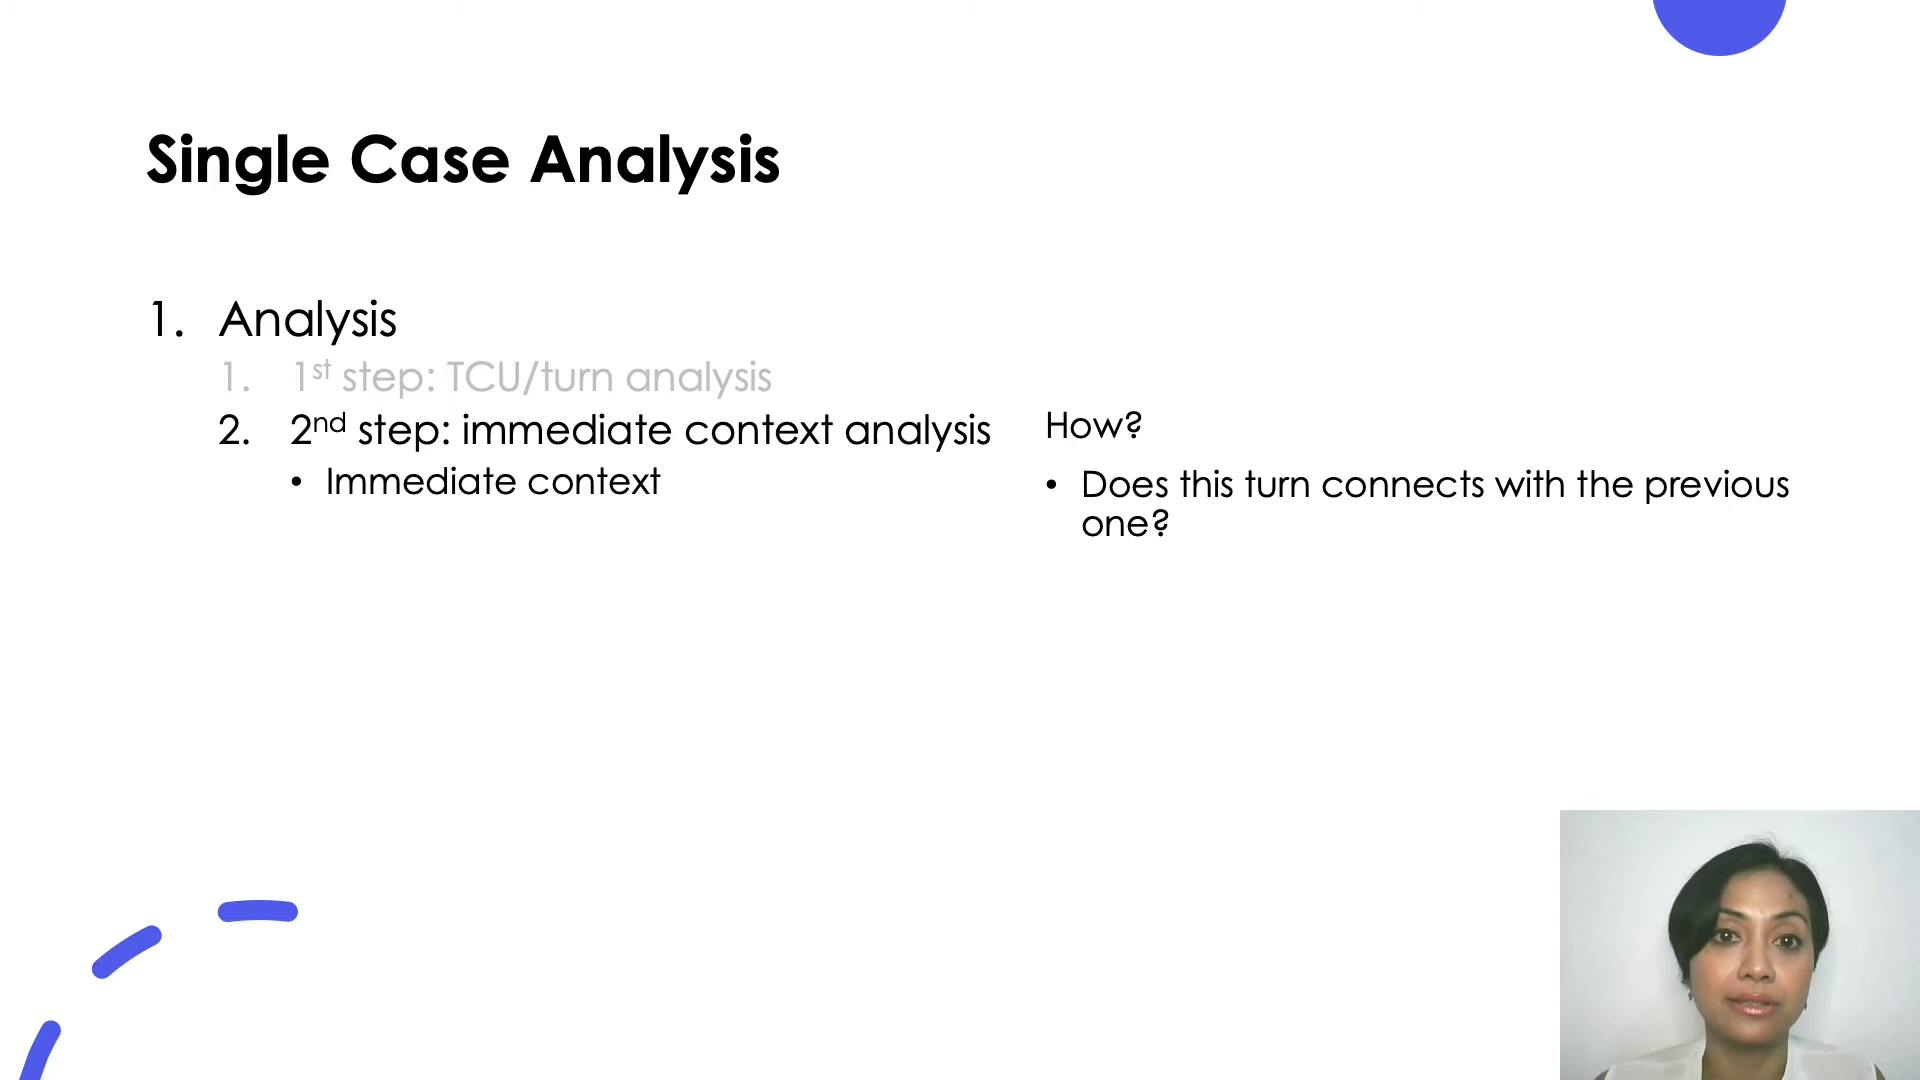 Single Case Analysis
1. Analysis
1. 1st step: TCU/turn analysis
2. 2nd step: immediate context analysis
• Immediate context
How?
• Does this turn connects with the previous
one?